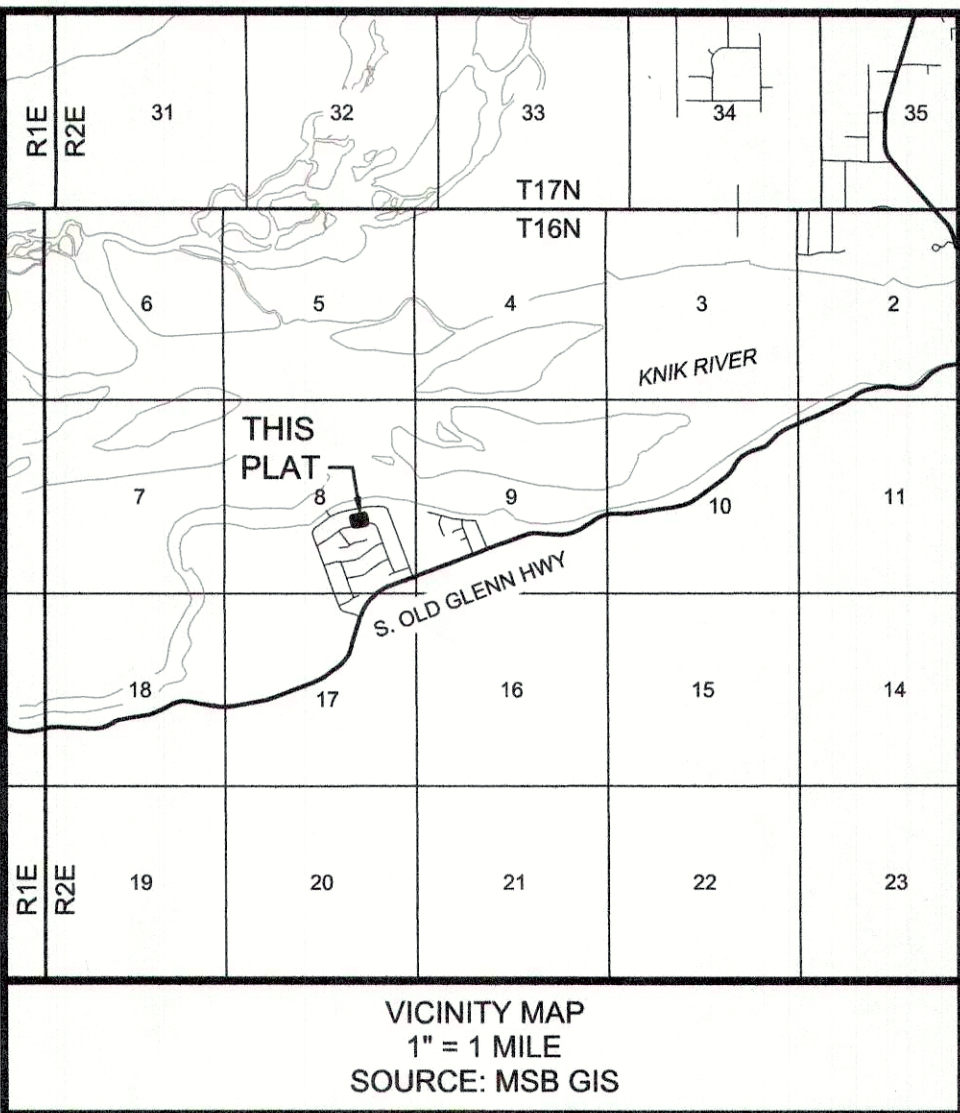 R1E
R2E
31
32
33
34
35
T17N
T16N
6
5
4
3
2
KNIK RIVER
THIS
PLAT
7
8
9
10
11
S. OLD GLENN HWY
18
17
16
15
14
R1E
R2E
19
20
21
22
23
VICINITY MAP
1" = 1 MILE
SOURCE: MSB GIS